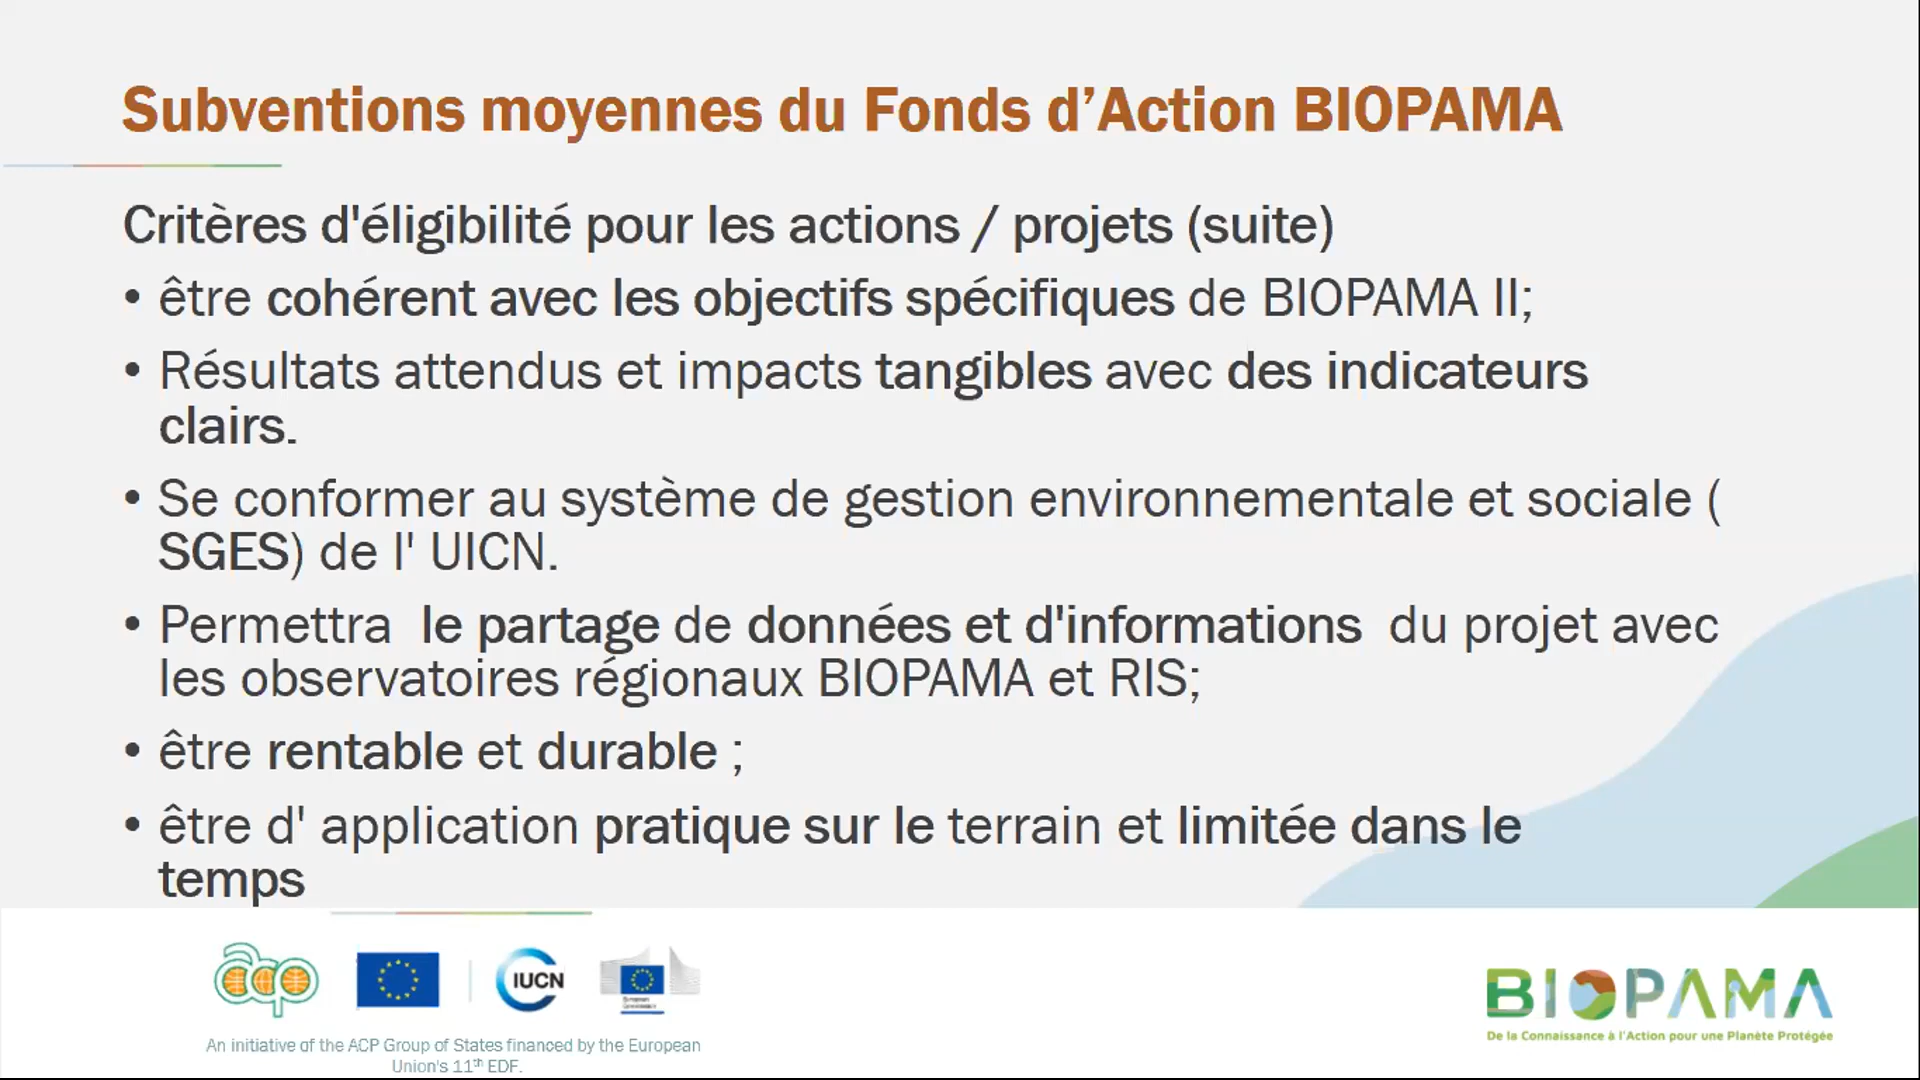 Subventions moyennes du Fonds d’Action BIOPAMA
Critères d'éligibilité pour les actions / projets (suite)
• être cohérent avec les objectifs spécifiques de BIOPAMA II;
• Résultats attendus et impacts tangibles avec des indicateurs
clairs.
• Se conformer au système de gestion environnementale et sociale (
SGES) de l' UICN.
• Permettra  le partage de données et d'informations  du projet avec
les observatoires régionaux BIOPAMA et RIS;
• être rentable et durable ;
• être d' application pratique sur le terrain et limitée dans le
temps
acp
IUCN
European
Commission
An initiative of the ACP Group of States financed by the European
Union's 11th EDF.
BIOPAMA
De la Connaissance à l'Action pour une Planète Protégée